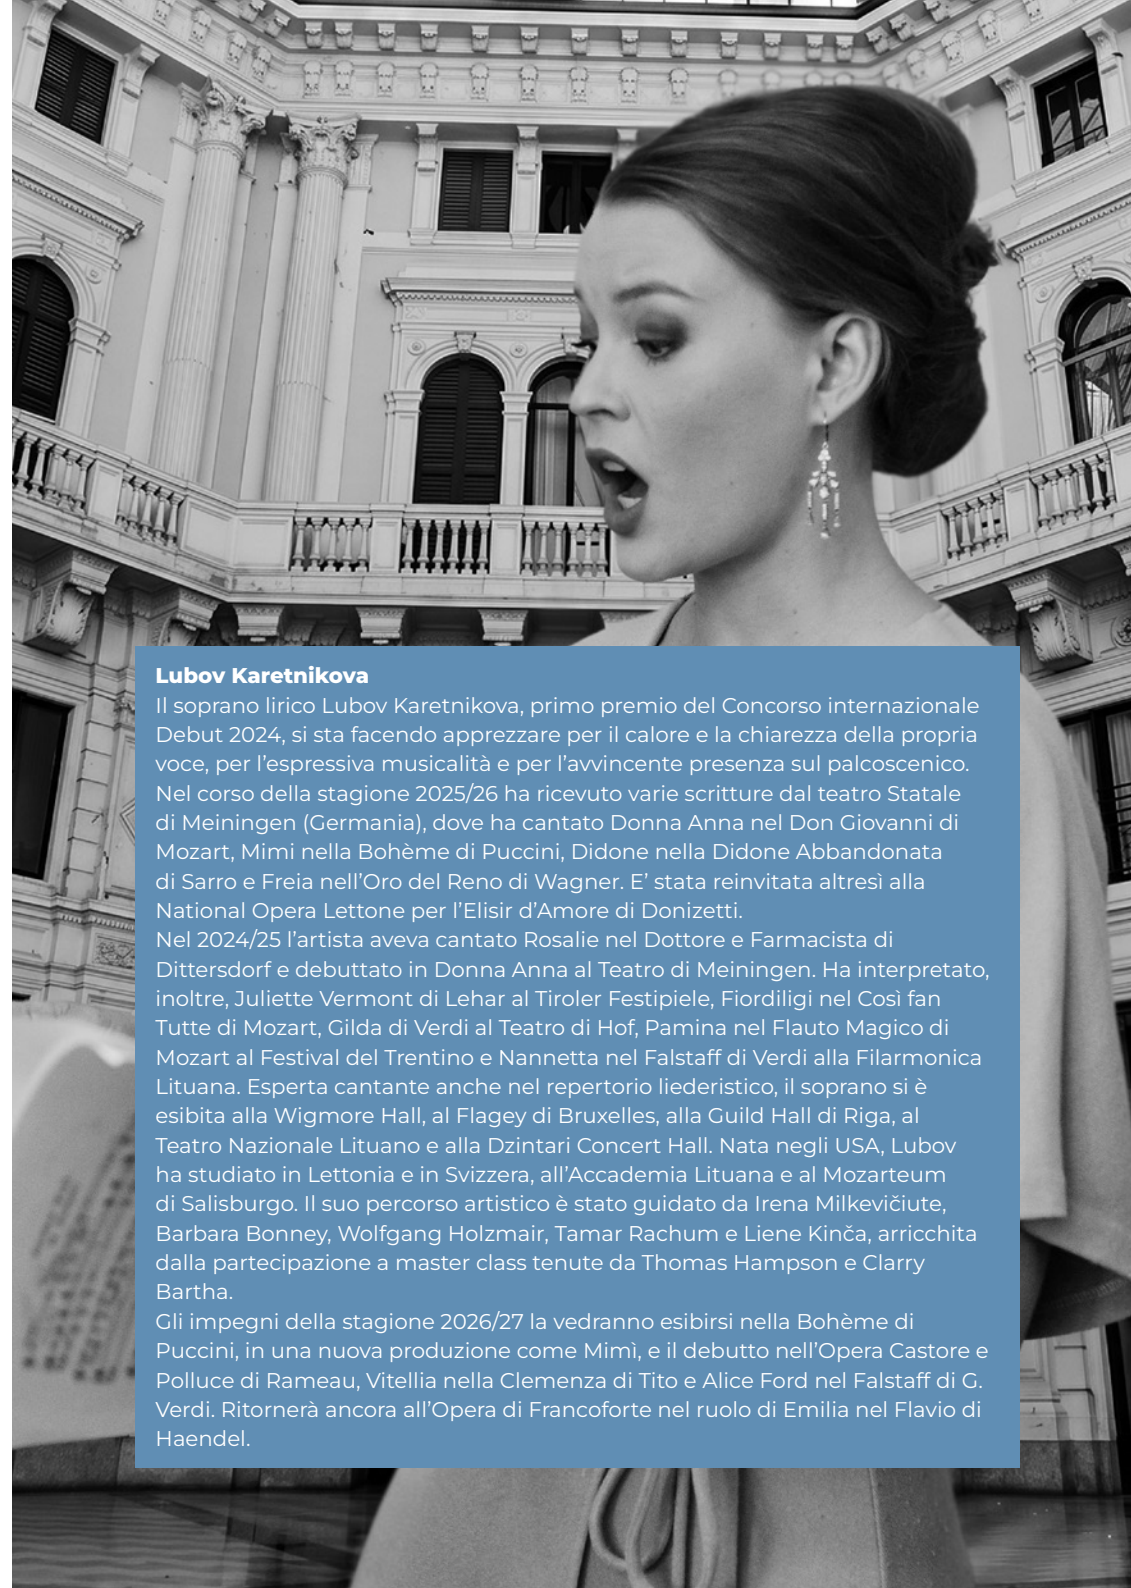 Lubov Karetnikova
Il soprano lirico Lubov Karetnikova, primo premio del Concorso internazionale
Debut 2024, si sta facendo apprezzare per il calore e la chiarezza della propria
voce, per l’espressiva musicalità e per l’avvincente presenza sul palcoscenico.
Nel corso della stagione 2025/26 ha ricevuto varie scritture dal teatro Statale
di Meiningen (Germania), dove ha cantato Donna Anna nel Don Giovanni di
Mozart, Mimi nella Bohème di Puccini, Didone nella Didone Abbandonata
di Sarro e Freia nell’Oro del Reno di Wagner. E’ stata reinvitata altresì alla
National Opera Lettone per l’Elisir d’Amore di Donizetti.
Nel 2024/25 l’artista aveva cantato Rosalie nel Dottore e Farmacista di
Dittersdorf e debuttato in Donna Anna al Teatro di Meiningen. Ha interpretato,
inoltre, Juliette Vermont di Lehar al Tiroler Festipiele, Fiordiligi nel Così fan
Tutte di Mozart, Gilda di Verdi al Teatro di Hof, Pamina nel Flauto Magico di
Mozart al Festival del Trentino e Nannetta nel Falstaff di Verdi alla Filarmonica
Lituana. Esperta cantante anche nel repertorio liederistico, il soprano si è
esibita alla Wigmore Hall, al Flagey di Bruxelles, alla Guild Hall di Riga, al
Teatro Nazionale Lituano e alla Dzintari Concert Hall. Nata negli USA, Lubov
ha studiato in Lettonia e in Svizzera, all’Accademia Lituana e al Mozarteum
di Salisburgo. Il suo percorso artistico è stato guidato da Irena Milkevičiute,
Barbara Bonney, Wolfgang Holzmair, Tamar Rachum e Liene Kinča, arricchita
dalla partecipazione a master class tenute da Thomas Hampson e Clarry
Bartha.
Gli impegni della stagione 2026/27 la vedranno esibirsi nella Bohème di
Puccini, in una nuova produzione come Mimì, e il debutto nell’Opera Castore e
Polluce di Rameau, Vitellia nella Clemenza di Tito e Alice Ford nel Falstaff di G.
Verdi. Ritornerà ancora all’Opera di Francoforte nel ruolo di Emilia nel Flavio di
Haendel.